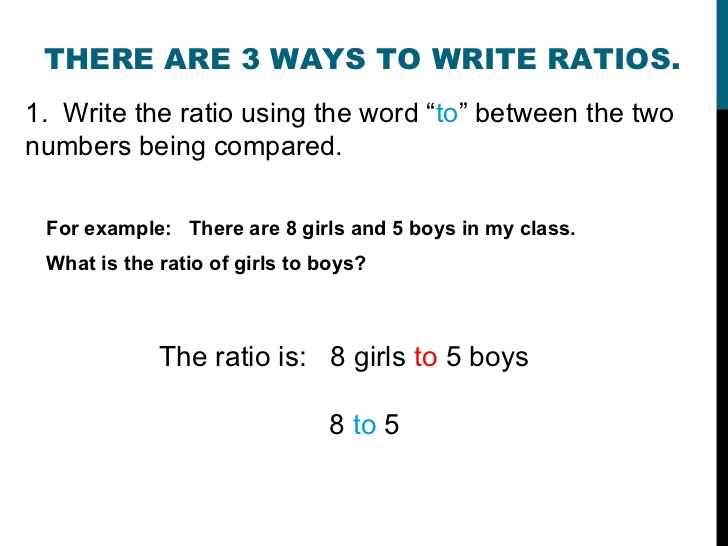 THERE ARE 3 WAYS TO WRITE RATIOS.
1. Write the ratio using the word “to” between the two
numbers being compared.
For example: There are 8 girls and 5 boys in my class.
What is the ratio of girls to boys?
The ratio is: 8 girls to 5 boys
8 to 5